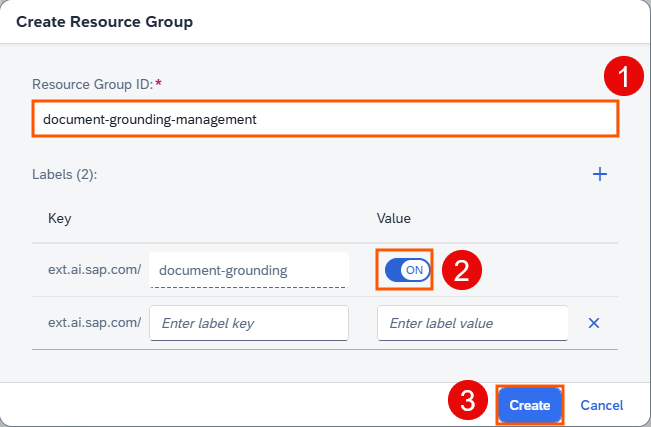 Create Resource Group
Resource Group ID:*
1
document-grounding-management
Labels (2):
+
Key Value
ext.ai.sap.com/ document-grounding ON 2
ext.ai.sap.com/ Enter label key Enter label value ×
3 Create Cancel